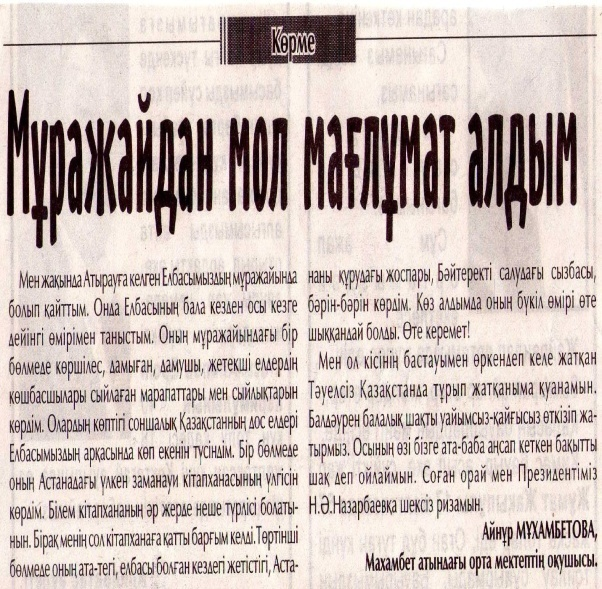 Көрме
Мұражайдан мол мағлұмат алдым
Мен жақында Атырауға келген Елбасымыздың мұражайында
болып қайттым. Онда Елбасының бала кезден осы кезге
дейінгі өмірімен таныстым. Оның мұражайындағы бір
бөлмеде көршілес, дамыған, дамушы, жетекші елдердің
көшбасшылары сыйлаған марапаттары мен сыйлықтарын
көрдім. Олардың көптігі соншалық Қазақстанның дос елдері
Елбасымыздың арқасында көп екенін түсіндім. Бір бөлмеде
оның Астанадағы үлкен заманауи кітапханасының үлгісін
көрдім. Білем кітапхананың әр жерде неше түрлісі болаты-
нын. Бірақ менің сол кітапханаға қатты барғым келді. Төртінші
бөлмеде оның ата-тегі, елбасы болған кездегі жетістігі, Аста-
наны құрудағы жоспары, Бәйтеректі салудағы сызбасы,
бәрін-бәрін көрдім. Көз алдымда оның бүкіл өмірі өте
шыққандай болды. Өте керемет!
Мен ол кісінің бастауымен өркендеп келе жатқан
Тәуелсіз Қазақстанда тұрып жатқаныма қуанамын.
Балдәурен балалық шақты уайымсыз-қайғысыз өткізіп жа-
тырмыз. Осының өзі бізге ата-баба аңсап кеткен бақытты
шақ деп ойлаймын. Соған орай мен Президентіміз
Н.Ә.Назарбаевқа шексіз ризамын.
Айнұр МҰХАМБЕТОВА,
Махамбет атындағы орта мектептің оқушысы.